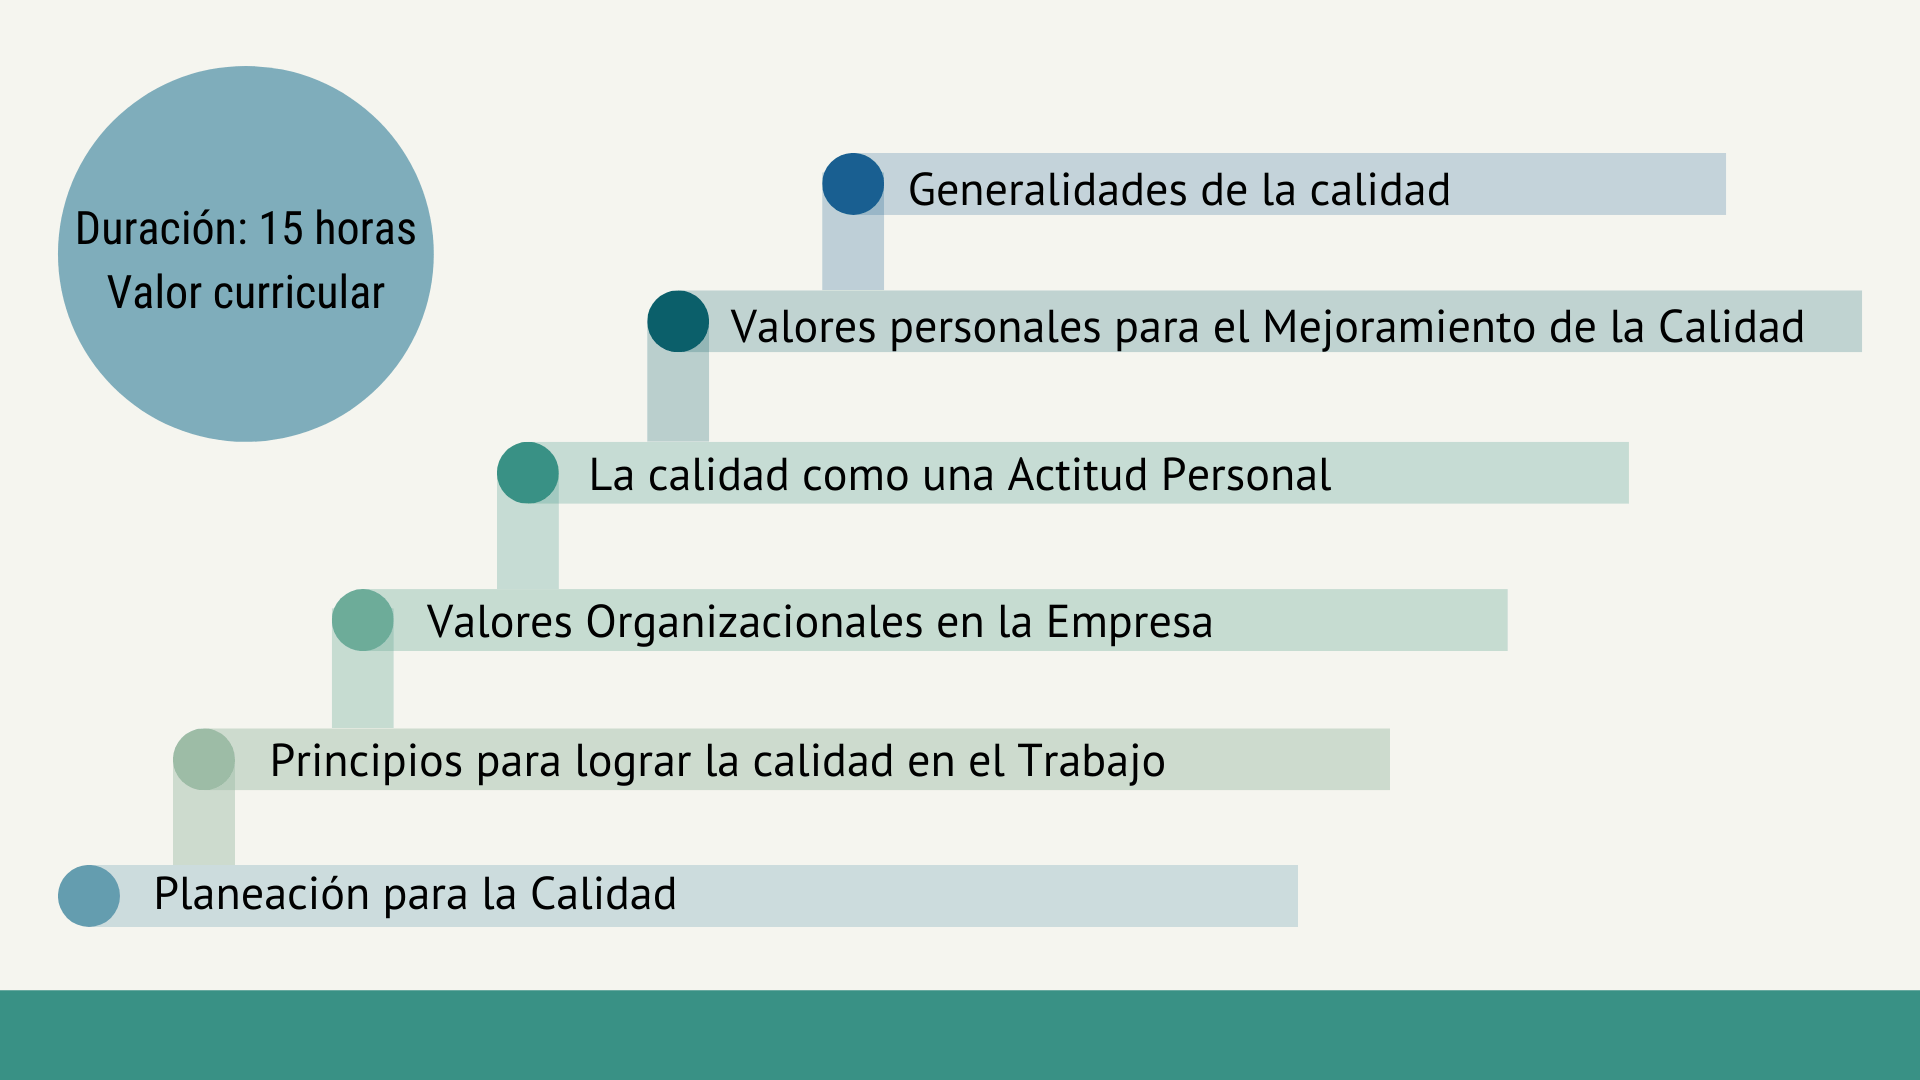 Duración: 15 horas
Valor curricular
Generalidades de la calidad
Valores personales para el Mejoramiento de la Calidad
La calidad como una Actitud Personal
Valores Organizacionales en la Empresa
Principios para lograr la calidad en el Trabajo
Planeación para la Calidad